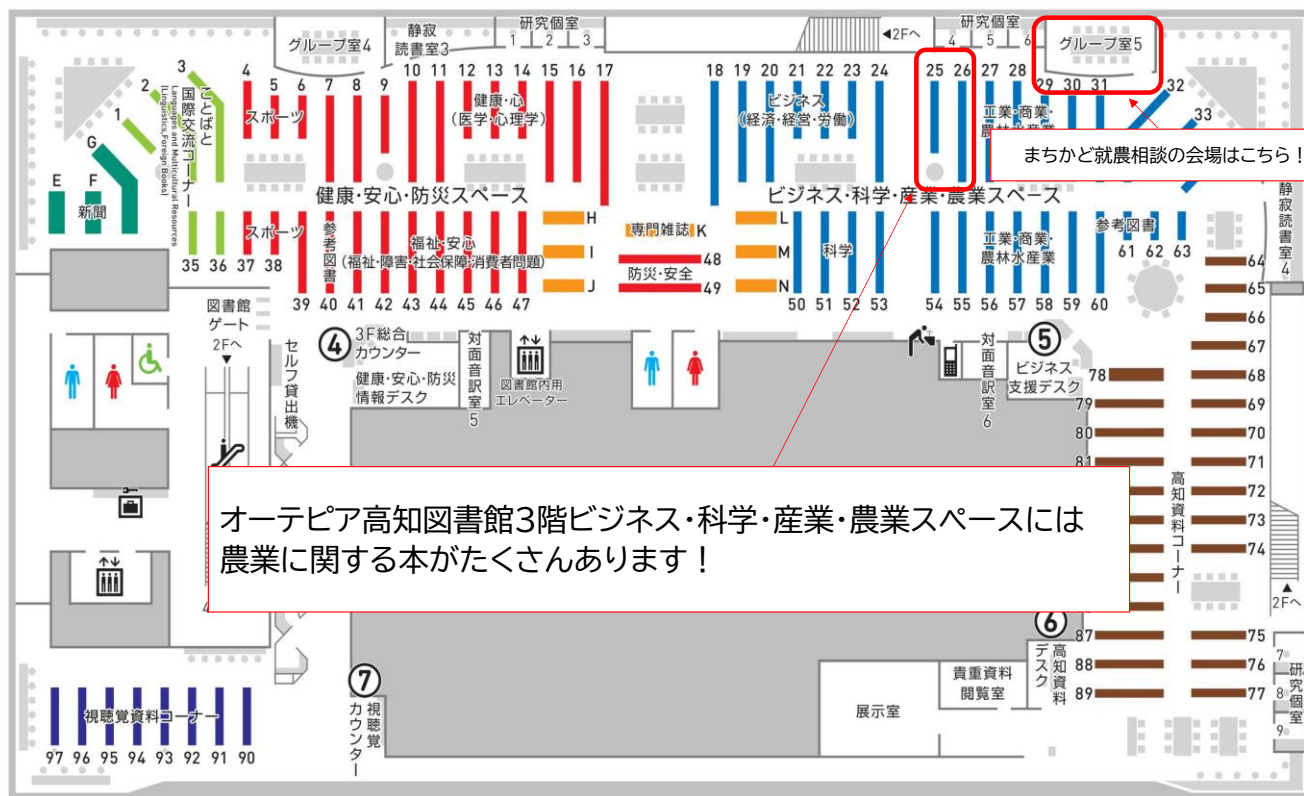 グループ室4
静寂
読書室3
研究個室
1 2 3
◀2Fへ
研究個室
4 5 6
グループ室5
3 4 5 6 7 8 9 10 11 12 13 14 15 16 17
18 19 20 21 22 23 24 25 26 27 28 29 30 31 32
33
2
1
G
E F
新聞
ことばと
国際交流コーナー
Languages and Multicultural Resources
(Linguistics,Foreign Books)
スポーツ
健康・心
(医学・心理学)
ビジネス
(経済・経営・労働)
工業・商業・
農林水産業
まちかど就農相談の会場はこちら!
健康・安心・防災スペース
ビジネス・科学・産業・農業スペース
静寂読書室4
スポーツ
参考図書
福祉・安心
(福祉・障害・社会保障・消費者問題)
H
I
J
専門雑誌 K
48
防災・安全
49
L
M
N
科学
工業・商業・
農林水産業
参考図書
61 62 63
35 36 37 38
39 40 41 42 43 44 45 46 47
50 51 52 53 54 55 56 57 58 59 60
64
65
66
67
68
69
70
71
72
73
74
75
76
77
図書館
ゲート
2Fへ
▼
セルフ貸出機
④
3F総合
カウンター
健康・安心・防災
情報デスク
対面音訳室5
図書館内用
エレベーター
対面音訳室6
⑤
ビジネス
支援デスク
78
79
80
81
高知資料コーナー
オーテピア高知図書館3階ビジネス・科学・産業・農業スペースには
農業に関する本がたくさんあります!
▲
2Fへ
⑥
高知資料
デスク
87
88
89
貴重資料
閲覧室
展示室
研究個室
7
8
9
⑦
視聴覚
カウンター
視聴覚資料コーナー
97 96 95 94 93 92 91 90